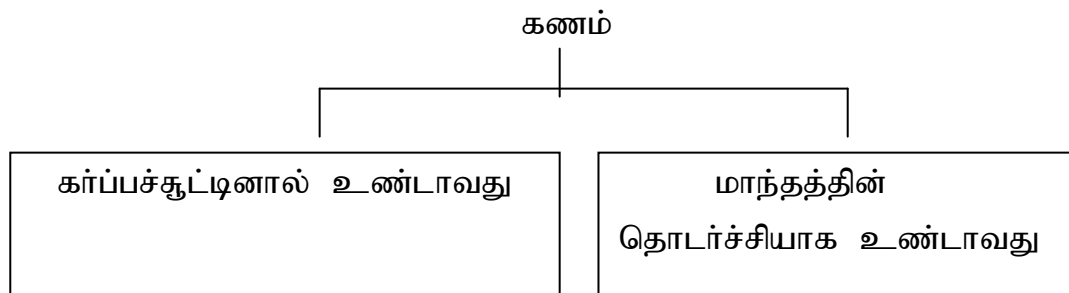 கணம்
கர்ப்பச்சூட்டினால் உண்டாவது
மாந்தத்தின்
தொடர்ச்சியாக உண்டாவது